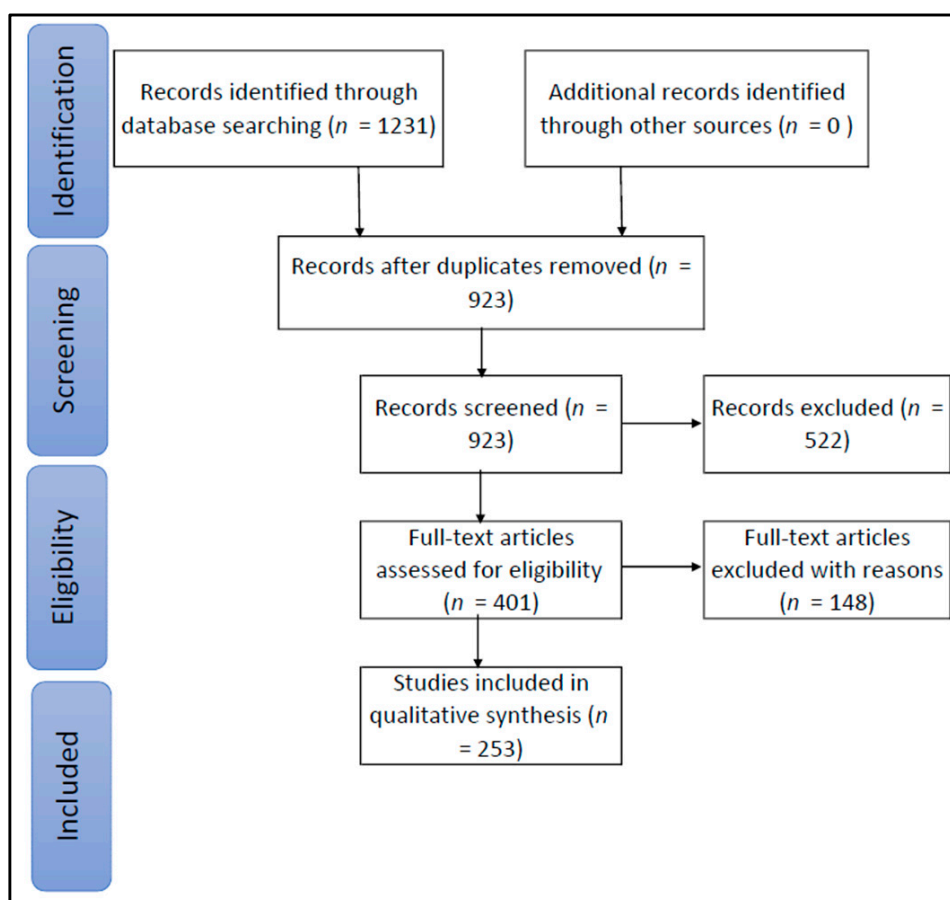 Identification
Records identified through
database searching (n = 1231)
Additional records identified
through other sources (n = 0 )
Screening
Records after duplicates removed (n =
923)
Records screened (n =
923)
Records excluded (n =
522)
Eligibility
Full-text articles
assessed for eligibility
(n = 401)
Full-text articles
excluded with reasons
(n = 148)
Included
Studies included in
qualitative synthesis (n
= 253)